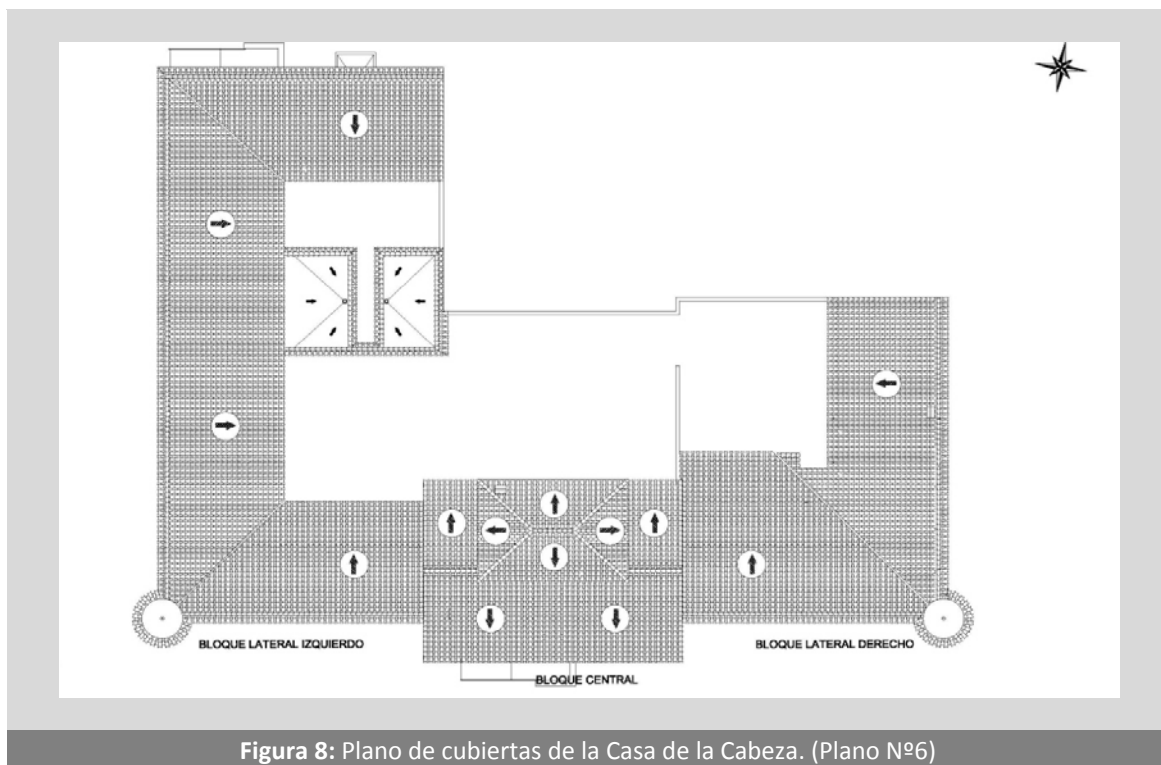 BLOQUE LATERAL IZQUIERDO
BLOQUE LATERAL DERECHO
BLOQUE CENTRAL
Figura 8: Plano de cubiertas de la Casa de la Cabeza. (Plano Nº6)